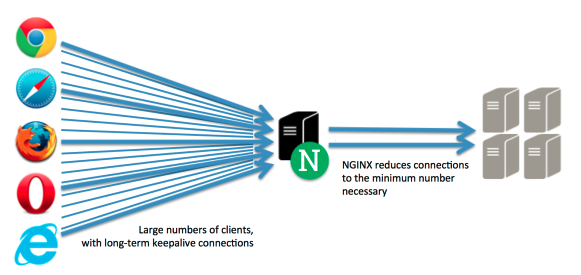 N
NGINX reduces connections
to the minimum number
necessary
Large numbers of clients,
with long-term keepalive connections